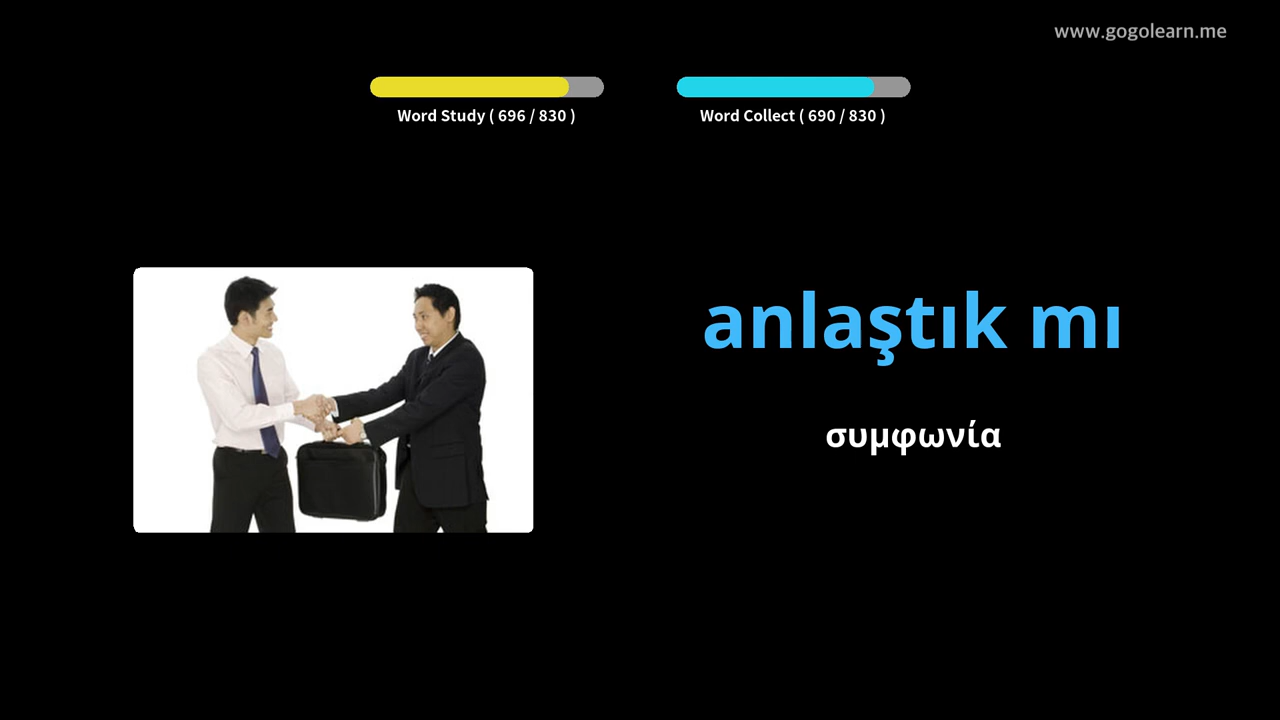 www.gogolearn.me
Word Study ( 696 / 830 )
Word Collect ( 690 / 830 )
anlaştık mı
συμφωνία